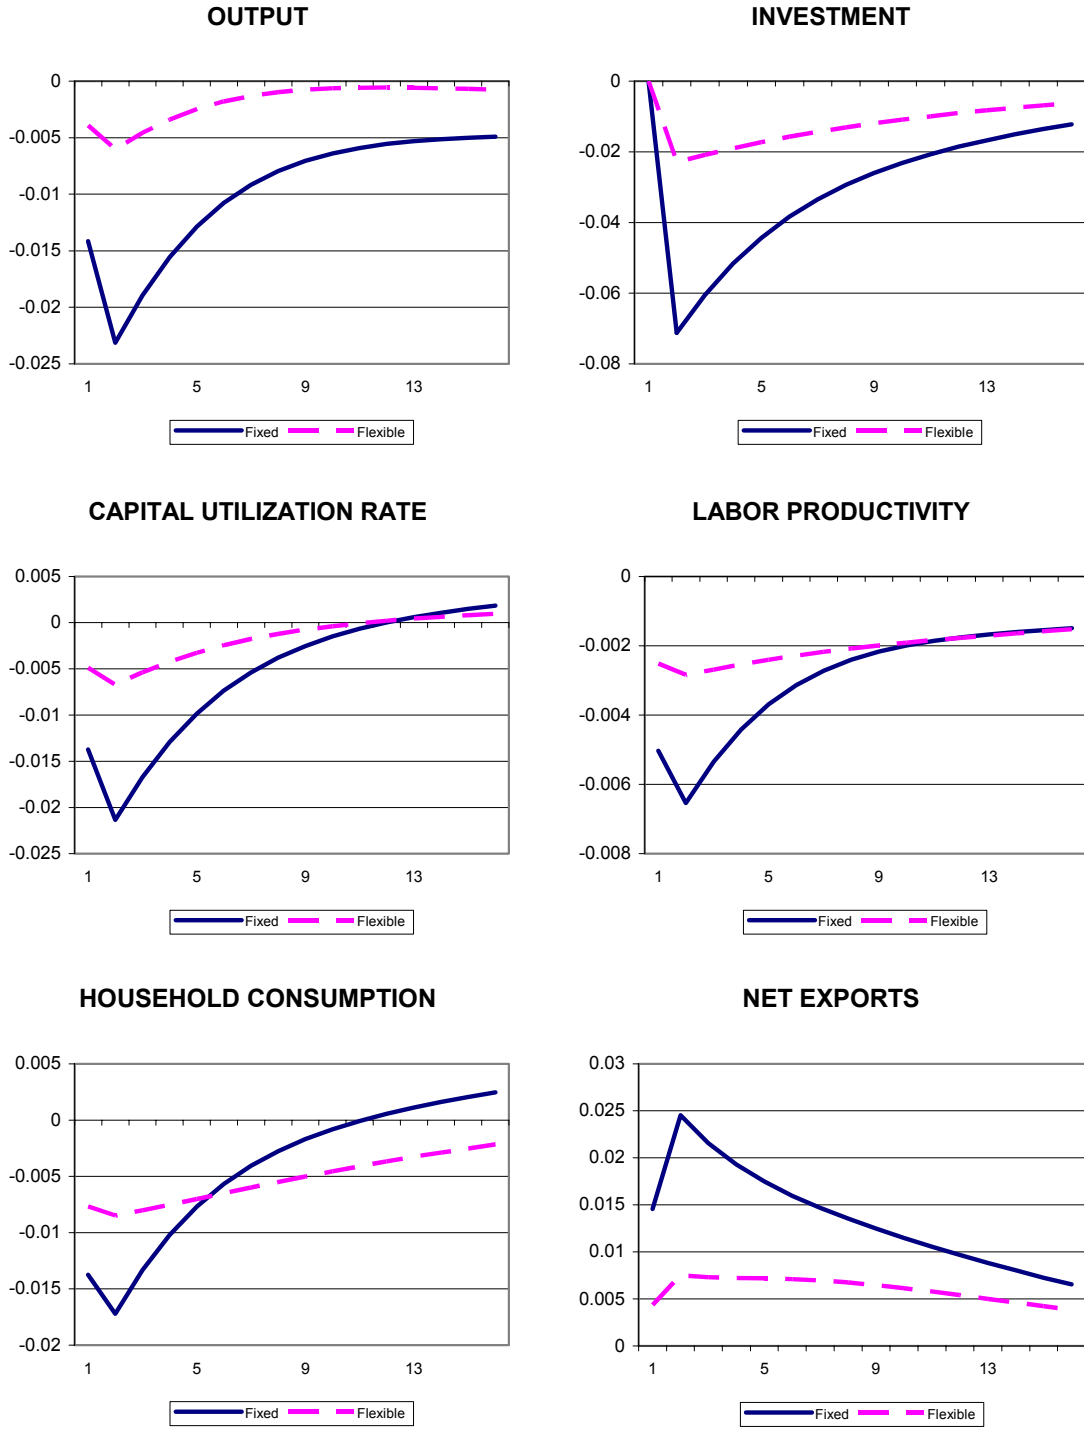 OUTPUT
0
-0.005
-0.01
-0.015
-0.02
-0.025
1 5 9 13
Fixed Flexible
INVESTMENT
0
-0.02
-0.04
-0.06
-0.08
1 5 9 13
Fixed Flexible
CAPITAL UTILIZATION RATE
0.005
0
-0.005
-0.01
-0.015
-0.02
-0.025
1 5 9 13
Fixed Flexible
LABOR PRODUCTIVITY
0
-0.002
-0.004
-0.006
-0.008
1 5 9 13
Fixed Flexible
HOUSEHOLD CONSUMPTION
0.005
0
-0.005
-0.01
-0.015
-0.02
1 5 9 13
Fixed Flexible
NET EXPORTS
0.03
0.025
0.02
0.015
0.01
0.005
0
1 5 9 13
Fixed Flexible